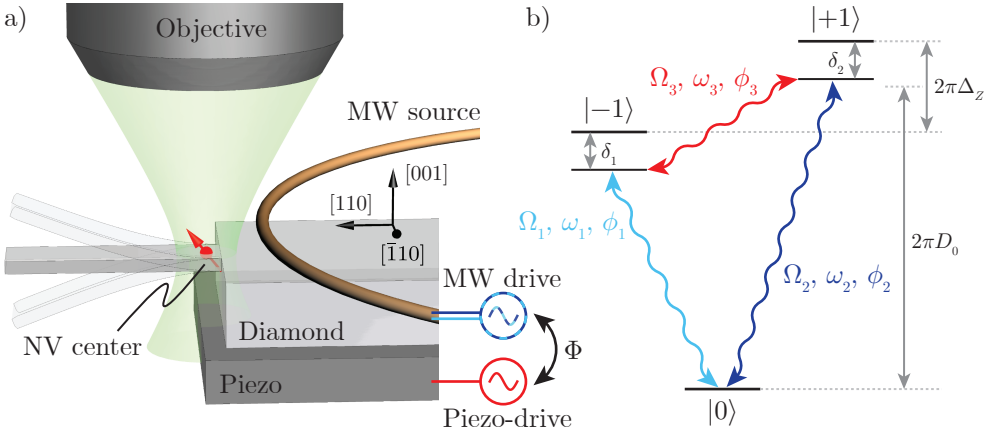 a)
Objective
MW source
[001]
[110]
[1̄10]
MW drive
NV center
Diamond
Φ
Piezo
Piezo-drive
b)
|+1⟩
δ₂
Ω₃, ω₃, ϕ₃
2πΔ_Z
|−1⟩
δ₁
Ω₁, ω₁, ϕ₁
2πD₀
Ω₂, ω₂, ϕ₂
|0⟩